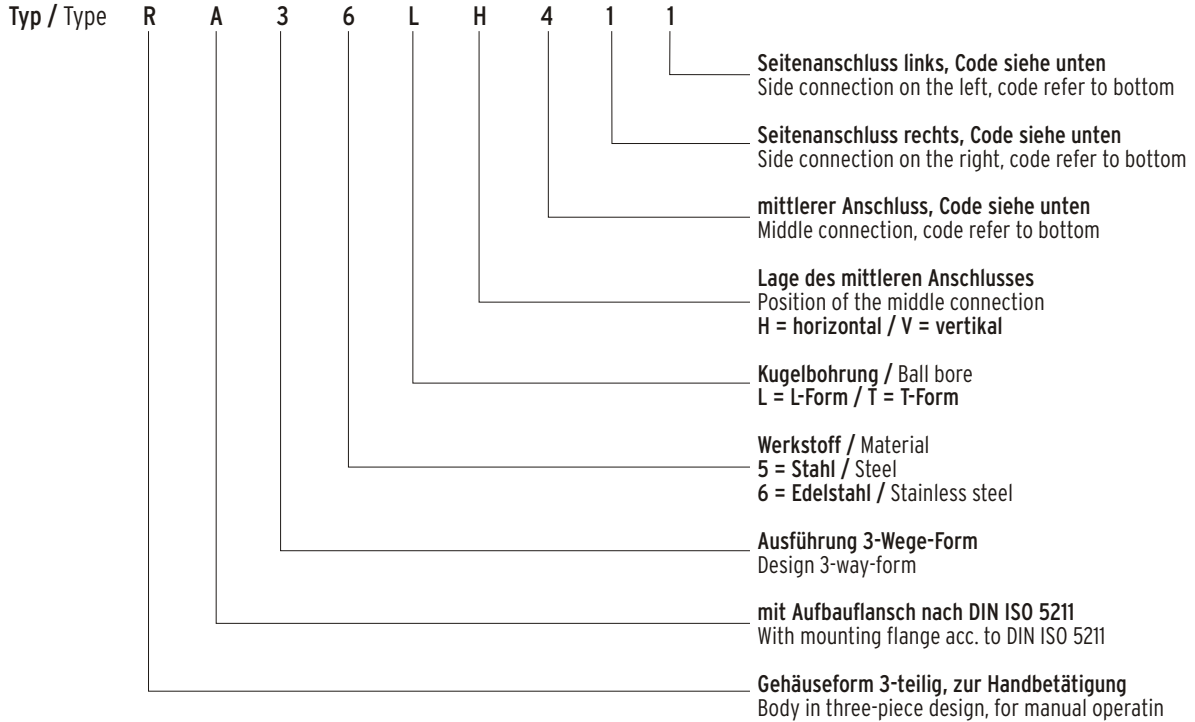 Typ / Type R A 3 6 L H 4 1 1
Seitenanschluss links, Code siehe unten
Side connection on the left, code refer to bottom
Seitenanschluss rechts, Code siehe unten
Side connection on the right, code refer to bottom
mittlerer Anschluss, Code siehe unten
Middle connection, code refer to bottom
Lage des mittleren Anschlusses
Position of the middle connection
H = horizontal / V = vertikal
Kugelbohrung / Ball bore
L = L-Form / T = T-Form
Werkstoff / Material
5 = Stahl / Steel
6 = Edelstahl / Stainless steel
Ausführung 3-Wege-Form
Design 3-way-form
mit Aufbauflansch nach DIN ISO 5211
With mounting flange acc. to DIN ISO 5211
Gehäuseform 3-teilig, zur Handbetätigung
Body in three-piece design, for manual operatin